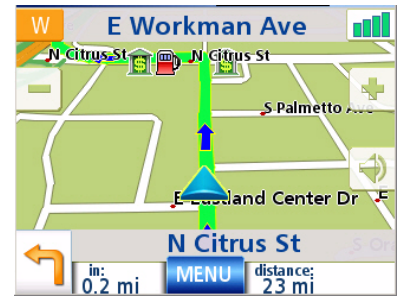 W
E Workman Ave
N Citrus St
N Citrus St
S Palmetto Ave
E Eastland Center Dr
E
N Citrus St
S Ora
in:
0.2 mi
MENU
distance:
23 mi